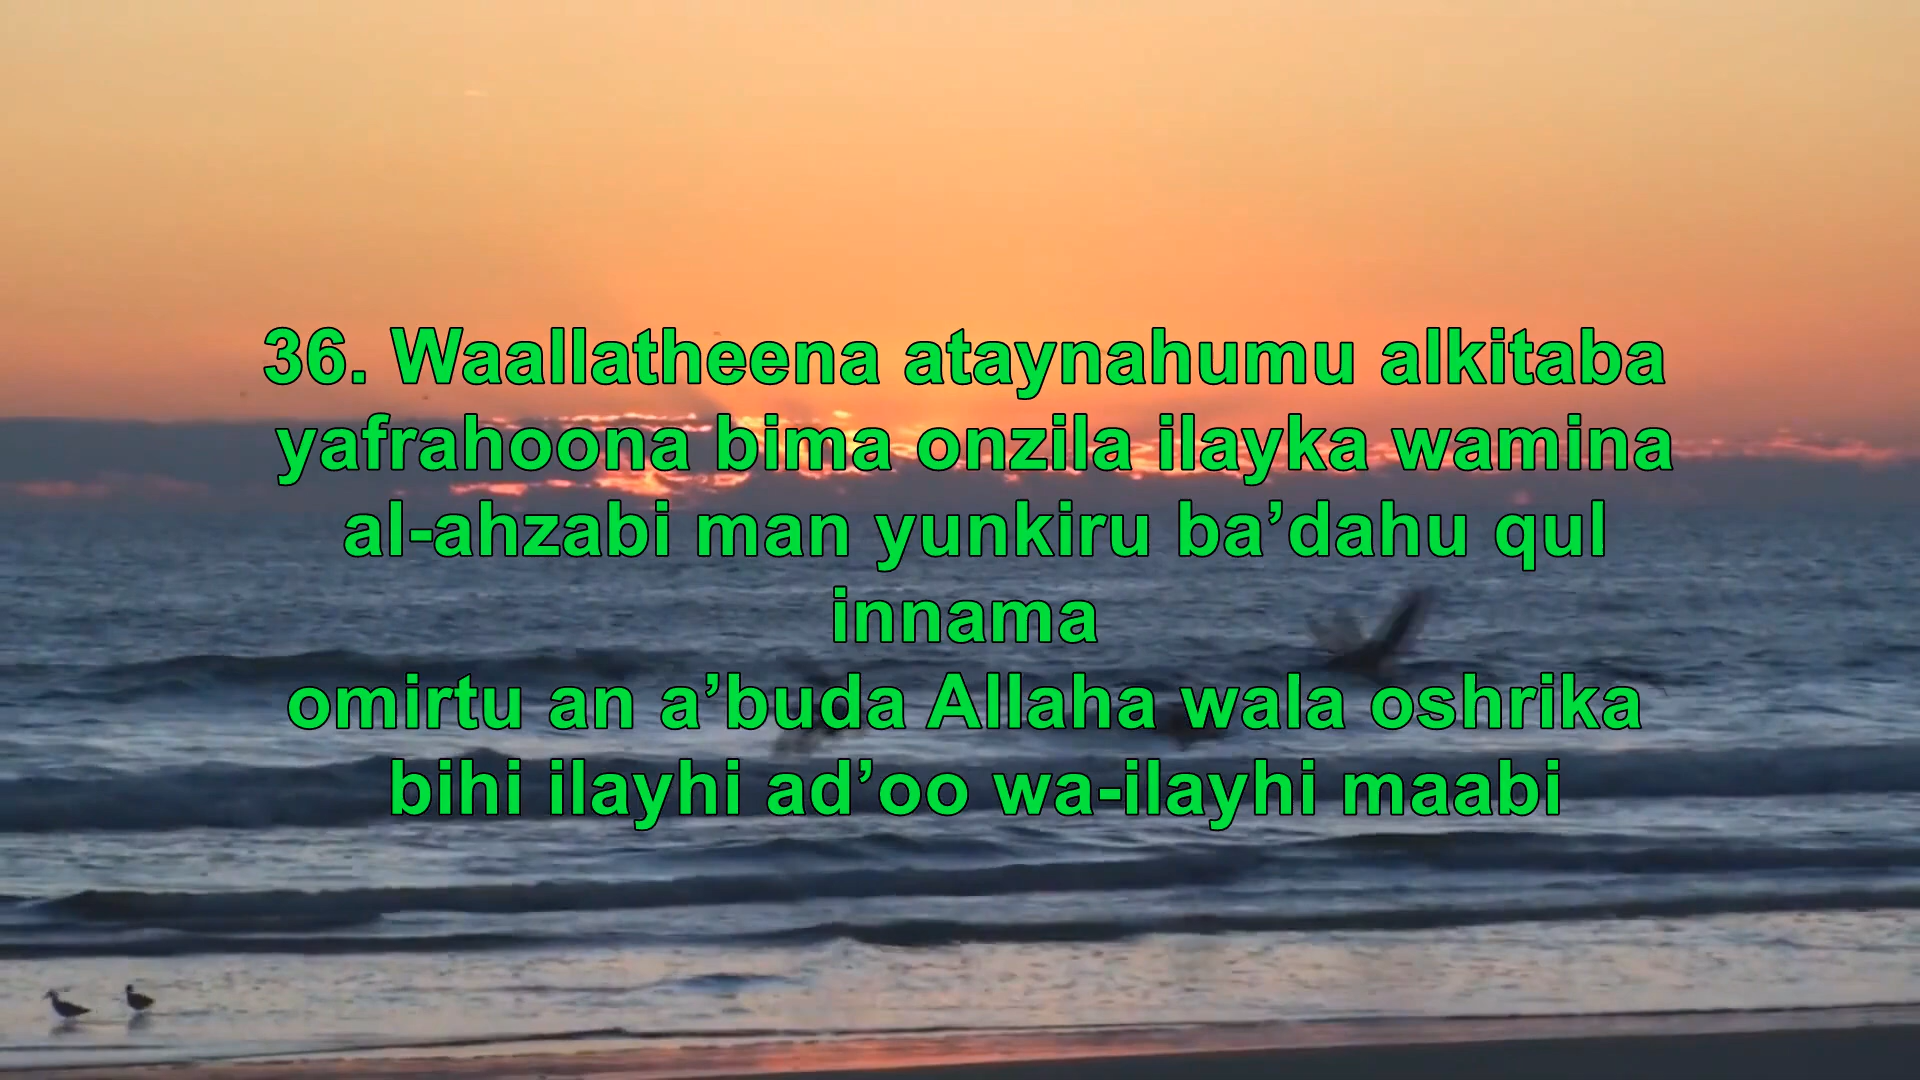 36. Waallatheena ataynahumu alkitaba
yafrahoona bima onzila ilayka wamina
al-ahzabi man yunkiru ba’dahu qul
innama
omirtu an a’buda Allaha wala oshrika
bihi ilayhi ad’oo wa-ilayhi maabi